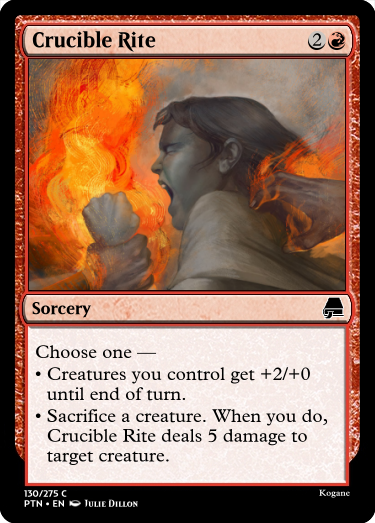 Crucible Rite 2
Sorcery
Choose one —
• Creatures you control get +2/+0
until end of turn.
• Sacrifice a creature. When you do,
Crucible Rite deals 5 damage to
target creature.
130/275 C
Kogane
PTN • EN JULIE DILLON